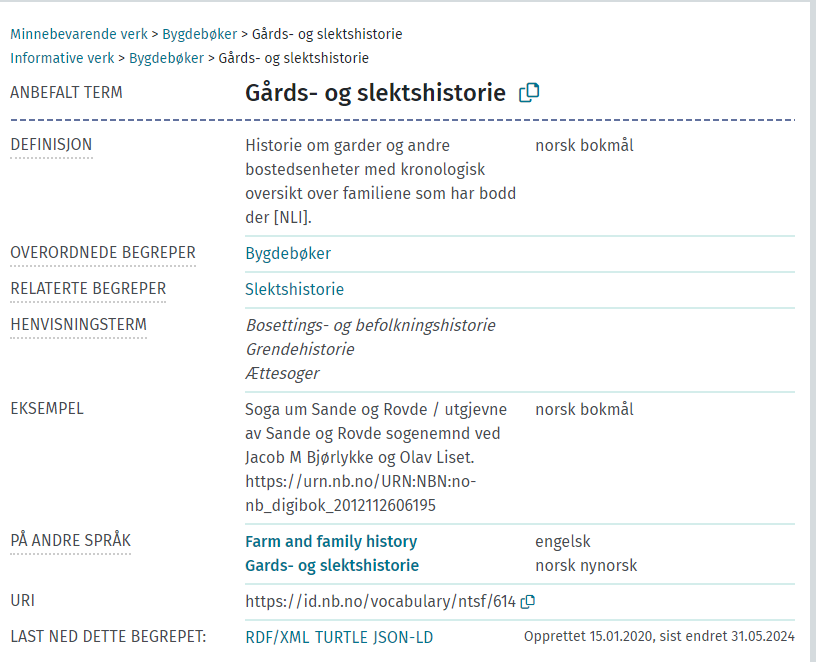 Minnebevarende verk > Bygdebøker > Gårds- og slektshistorie
Informative verk > Bygdebøker > Gårds- og slektshistorie
ANBEFALT TERM Gårds- og slektshistorie
DEFINISJON Historie om garder og andre norsk bokmål
bostedsenheter med kronologisk
oversikt over familiene som har bodd
der [NLI].
OVERORDNEDE BEGREPER Bygdebøker
RELATERTE BEGREPER Slektshistorie
HENVISNINGSTERM Bosettings- og befolkningshistorie
Grendehistorie
Ættesoger
EKSEMPEL Soga um Sande og Rovde / utgjevne norsk bokmål
av Sande og Rovde sogenemnd ved
Jacob M Bjørlykke og Olav Liset.
https://urn.nb.no/URN:NBN:no-
nb_digibok_2012112606195
PÅ ANDRE SPRÅK Farm and family history engelsk
Gards- og slektshistorie norsk nynorsk
URI https://id.nb.no/vocabulary/ntsf/614
LAST NED DETTE BEGREPET: RDF/XML TURTLE JSON-LD Opprettet 15.01.2020, sist endret 31.05.2024